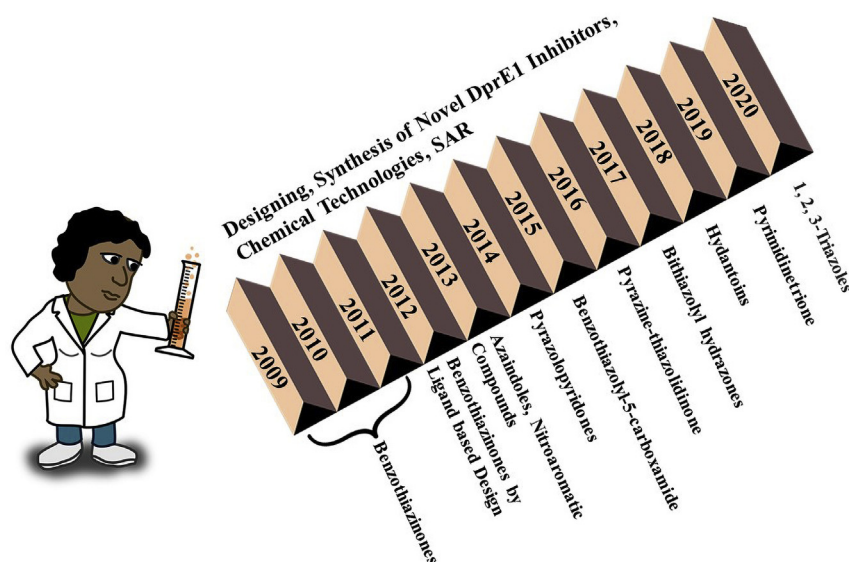 Designing, Synthesis of Novel DprE1 Inhibitors,
Chemical Technologies, SAR
2009
2010
2011
2012
2013
2014
2015
2016
2017
2018
2019
2020
Benzothiazinones
Benzothiazinones by
Ligand based Design
Azaindoles, Nitroaromatic
Compounds
Pyrazolopyridones
Benzothiazolyl-5-carboxamide
Pyrazine-thiazolidinone
Bithiazolyl hydrazones
Hydantoins
Pyrimidinetrione
1, 2, 3-Triazoles